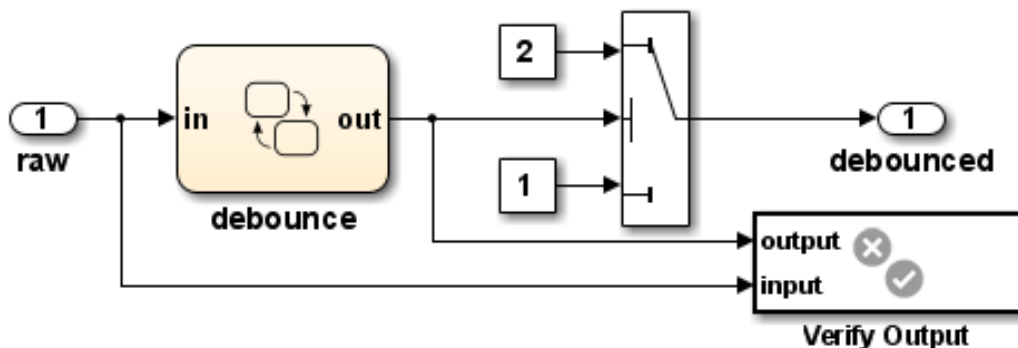 2
1
raw
in
out
debounce
1
1
debounced
output
input
Verify Output